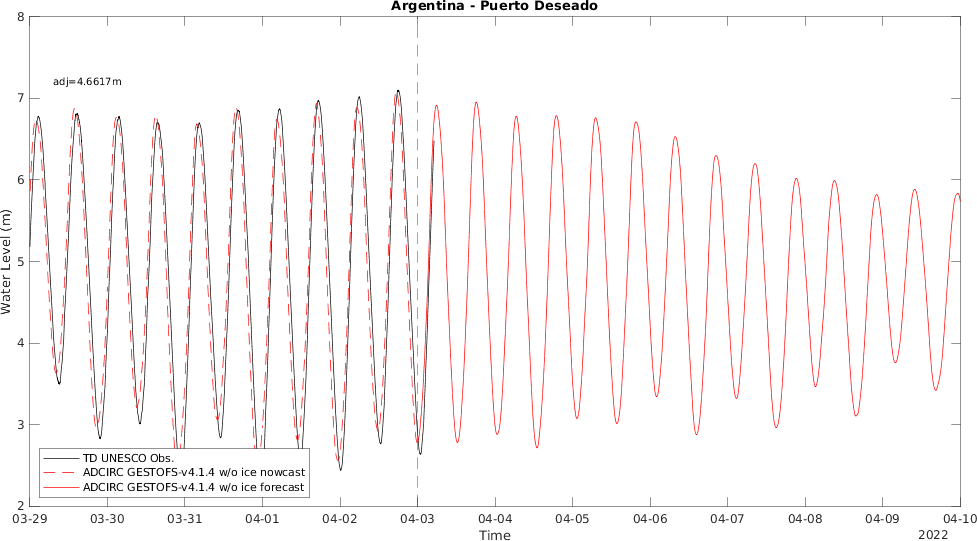 Argentina - Puerto Deseado
8
adj=4.6617m
7
6
5
4
3
2
Water Level (m)
TD UNESCO Obs.
ADCIRC GESTOFS-v4.1.4 w/o ice nowcast
ADCIRC GESTOFS-v4.1.4 w/o ice forecast
03-29 03-30 03-31 04-01 04-02 04-03 04-04 04-05 04-06 04-07 04-08 04-09 04-10
Time
2022